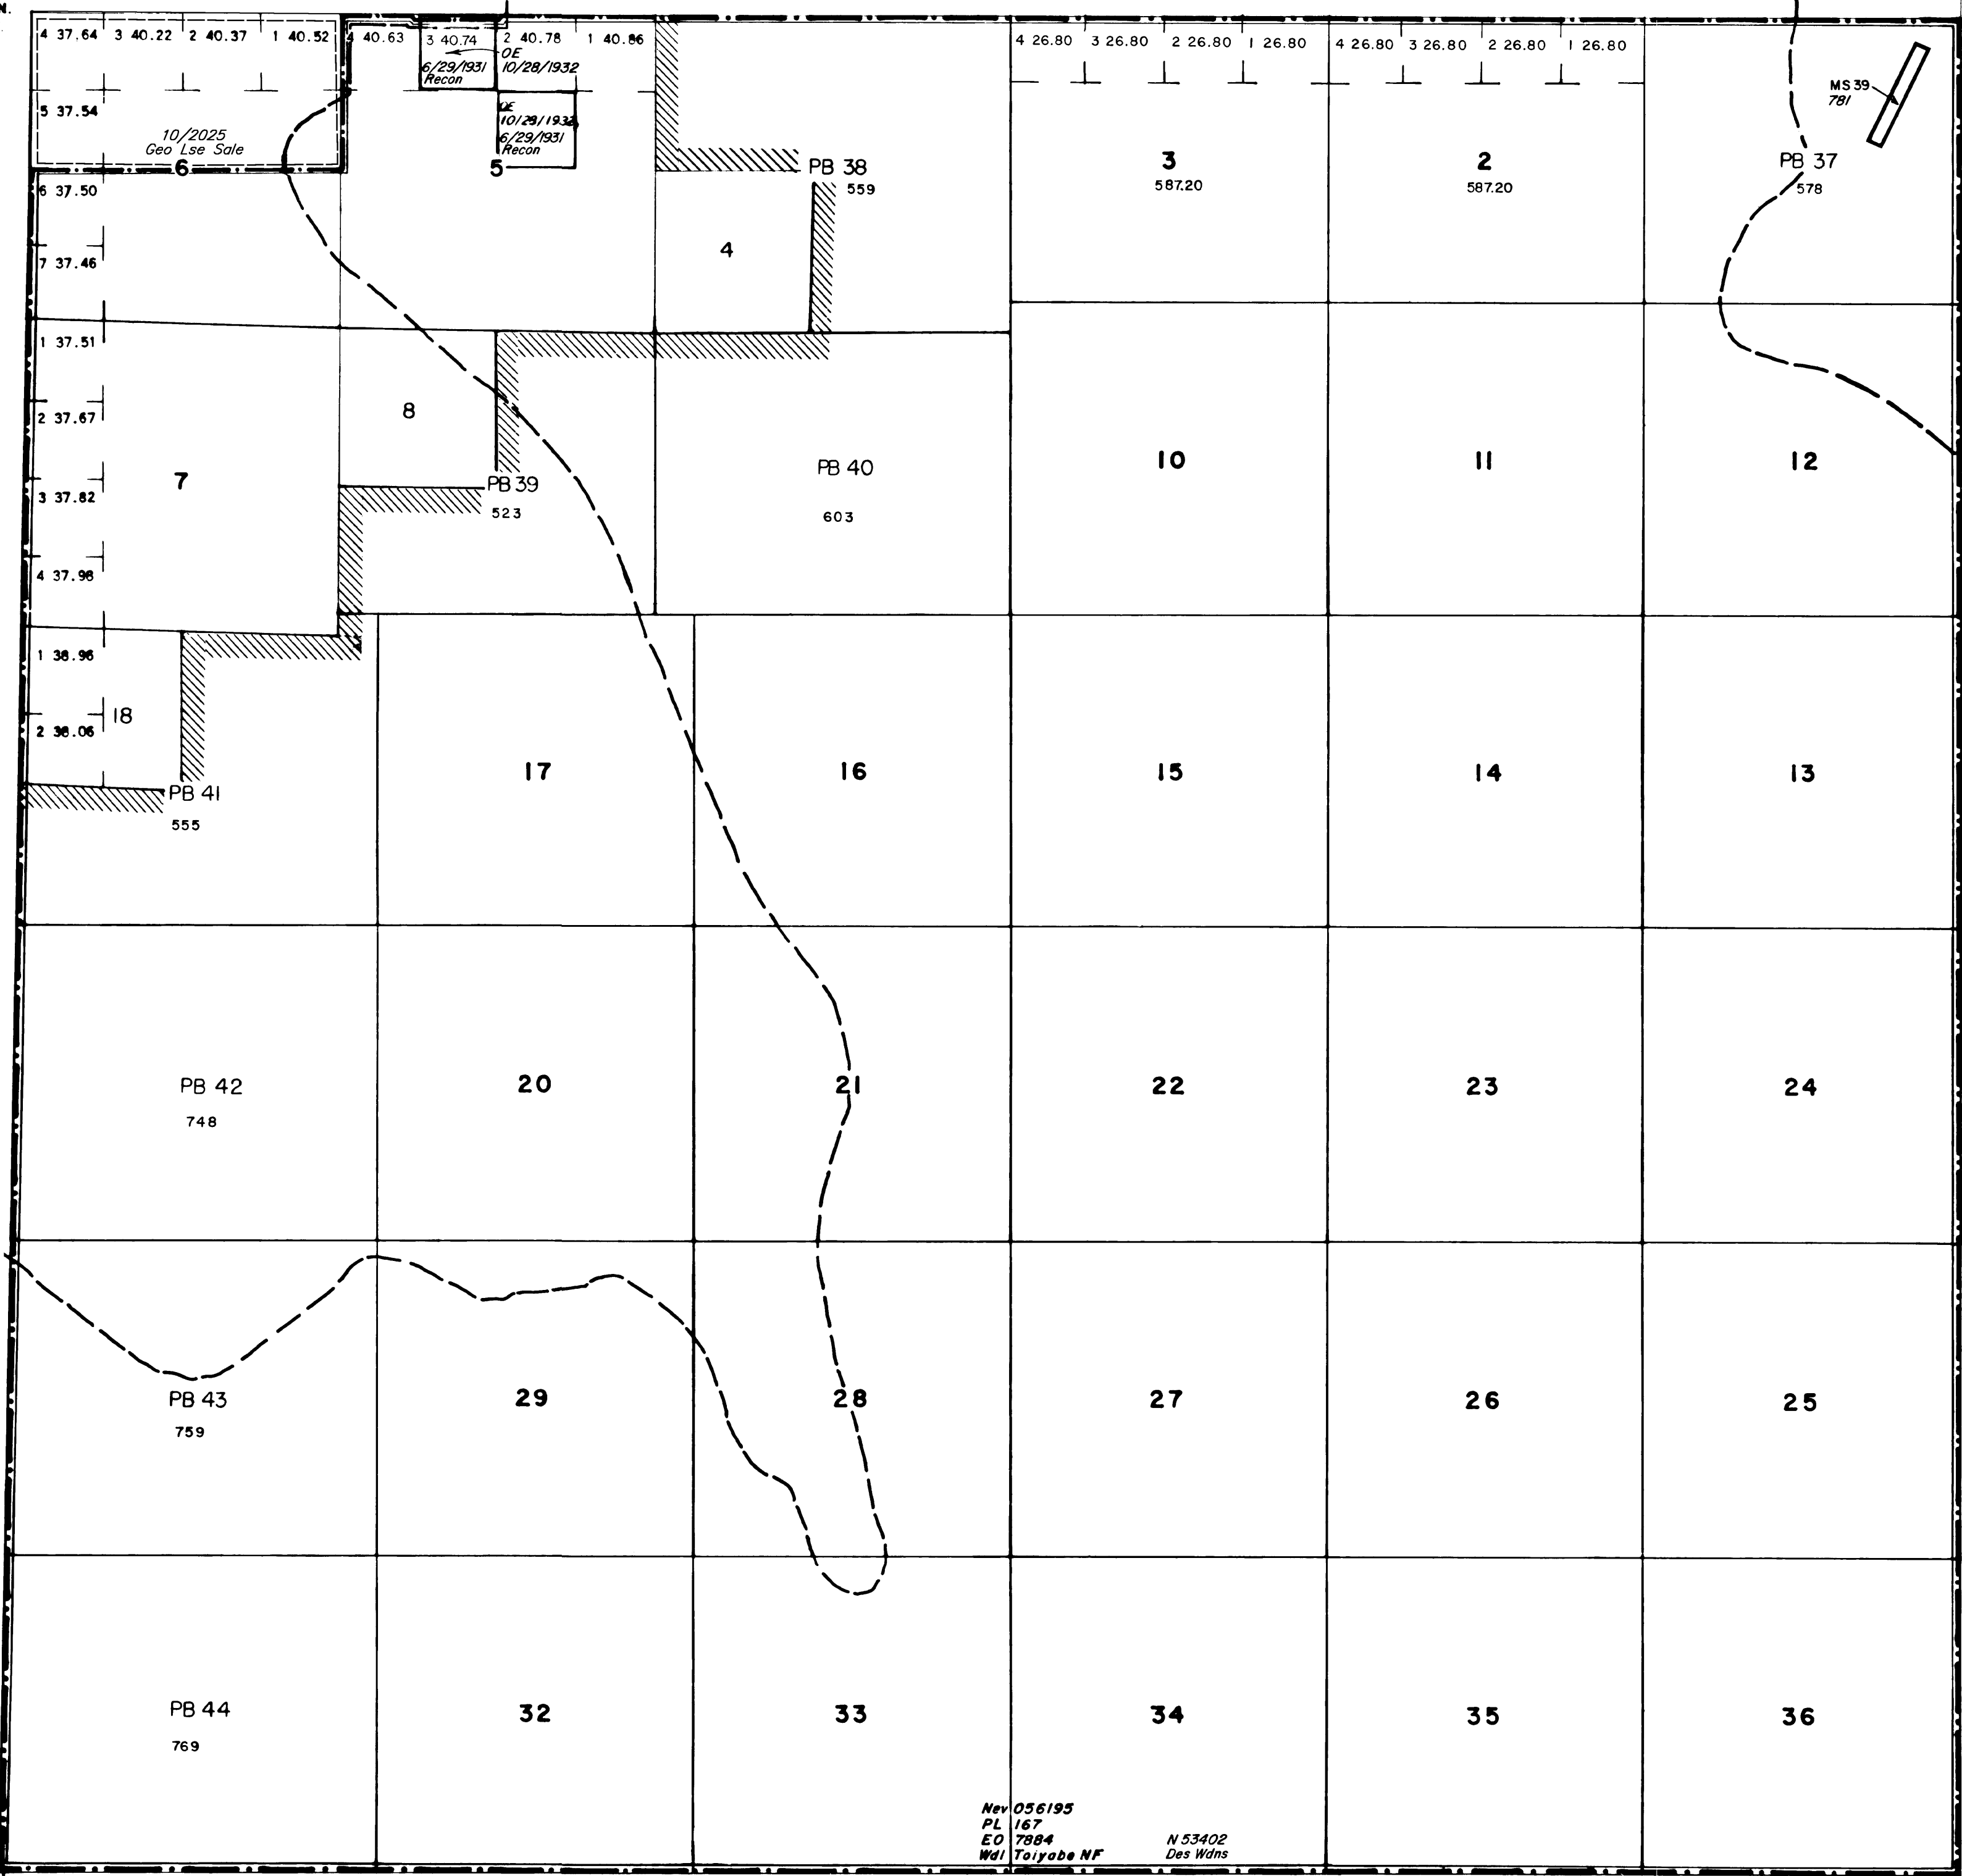 N.
4 37.64 3 40.22 2 40.37 1 40.52 4 40.63 3 40.74 2 40.78 1 40.86 4 26.80 3 26.80 2 26.80 1 26.80 4 26.80 3 26.80 2 26.80 1 26.80
OE
6/29/1931 10/28/1932
Recon
MS 39
781
5 37.54
OE
10/28/1932
6/29/1931
Recon
10/2025
Geo Lse Sale
6 5 PB 38 3 2 PB 37
6 37.50 559 587.20 587.20 578
7 37.46 4
1 37.51
2 37.67 8
7 PB 39 PB 40 10 11 12
3 37.82 523 603
4 37.98
1 38.96
18
2 38.06
17 16 15 14 13
PB 41
555
PB 42 20 21 22 23 24
748
PB 43 29 28 27 26 25
759
PB 44 32 33 34 35 36
769
Nev 056195
PL 167
EO 7884 N 53402
Wdl Toiyabe NF Des Wdns